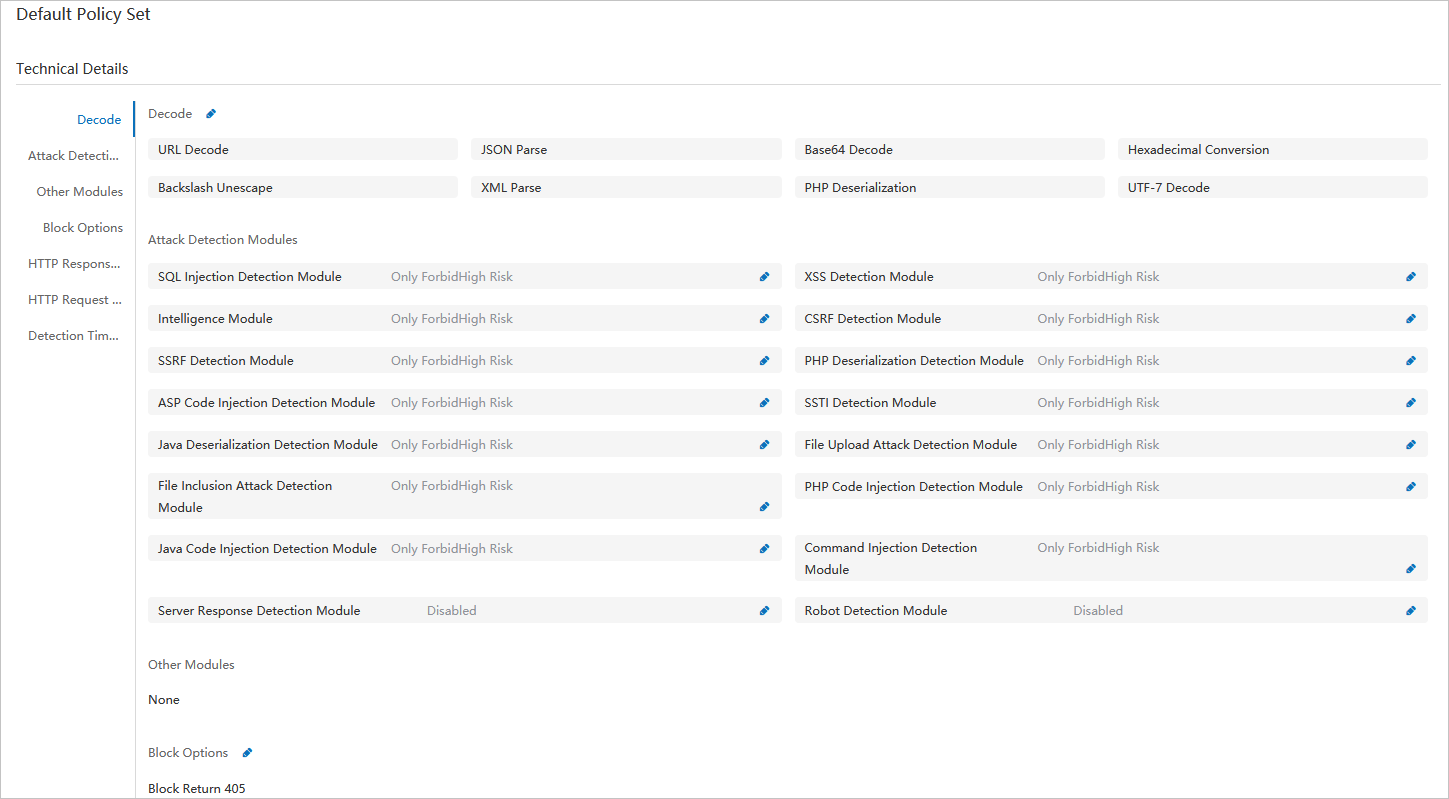 Default Policy Set
Technical Details
Decode
Attack Detecti...
Other Modules
Block Options
HTTP Respons...
HTTP Request ...
Detection Tim...
Decode
URL Decode
JSON Parse
Base64 Decode
Hexadecimal Conversion
Backslash Unescape
XML Parse
PHP Deserialization
UTF-7 Decode
Attack Detection Modules
SQL Injection Detection Module Only ForbidHigh Risk
XSS Detection Module Only ForbidHigh Risk
Intelligence Module Only ForbidHigh Risk
CSRF Detection Module Only ForbidHigh Risk
SSRF Detection Module Only ForbidHigh Risk
PHP Deserialization Detection Module Only ForbidHigh Risk
ASP Code Injection Detection Module Only ForbidHigh Risk
SSTI Detection Module Only ForbidHigh Risk
Java Deserialization Detection Module Only ForbidHigh Risk
File Upload Attack Detection Module Only ForbidHigh Risk
File Inclusion Attack Detection Only ForbidHigh Risk
Module
PHP Code Injection Detection Module Only ForbidHigh Risk
Java Code Injection Detection Module Only ForbidHigh Risk
Command Injection Detection Only ForbidHigh Risk
Module
Server Response Detection Module Disabled
Robot Detection Module Disabled
Other Modules
None
Block Options
Block Return 405